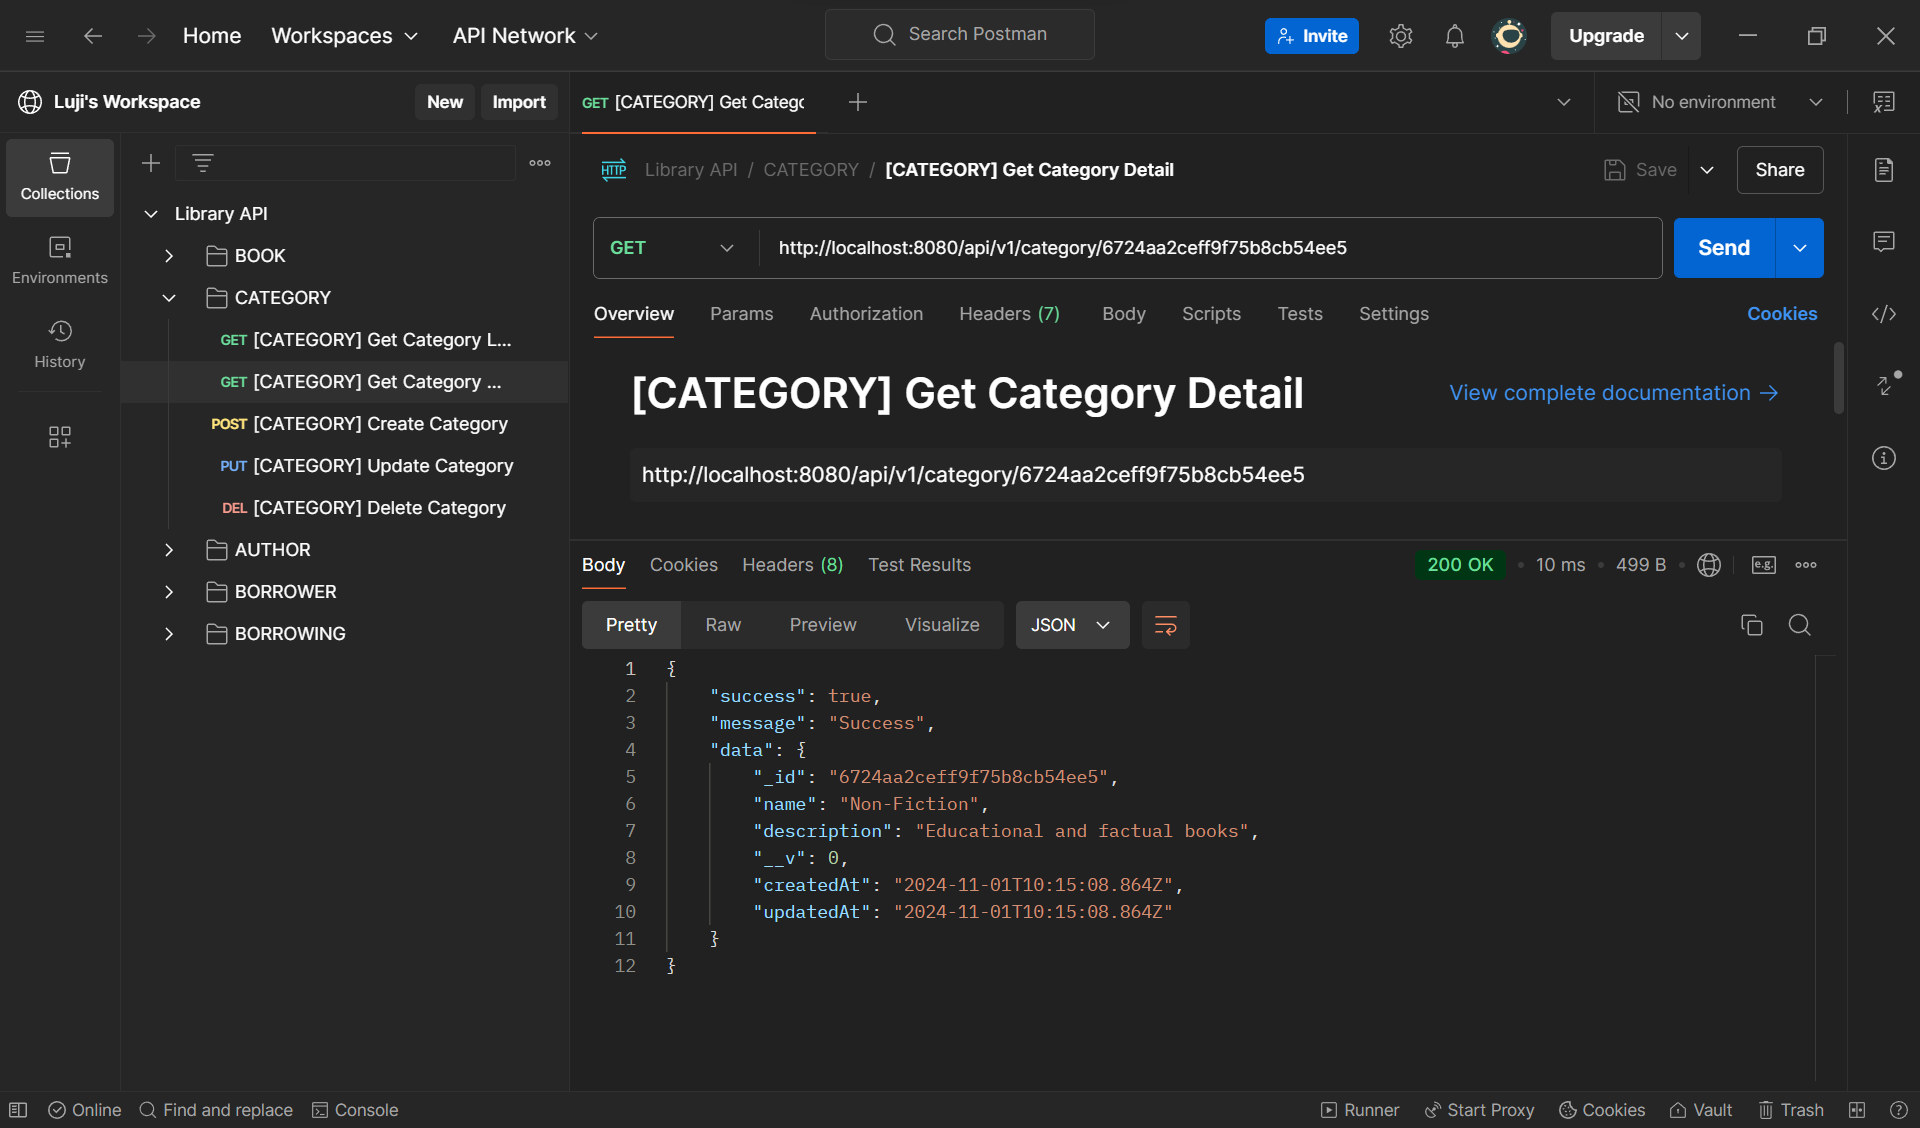 Home Workspaces API Network Search Postman Invite Upgrade
Luji's Workspace New Import GET [CATEGORY] Get Catego No environment
Collections
Environments
History
Library API
BOOK
CATEGORY
GET [CATEGORY] Get Category L...
GET [CATEGORY] Get Category ...
POST [CATEGORY] Create Category
PUT [CATEGORY] Update Category
DEL [CATEGORY] Delete Category
AUTHOR
BORROWER
BORROWING
HTTP Library API / CATEGORY / [CATEGORY] Get Category Detail Save Share
GET http://localhost:8080/api/v1/category/6724aa2ceff9f75b8cb54ee5 Send
Overview Params Authorization Headers (7) Body Scripts Tests Settings Cookies
[CATEGORY] Get Category Detail View complete documentation →
http://localhost:8080/api/v1/category/6724aa2ceff9f75b8cb54ee5
Body Cookies Headers (8) Test Results 200 OK • 10 ms • 499 B • e.g.
Pretty Raw Preview Visualize JSON
1 {
2 "success": true,
3 "message": "Success",
4 "data": {
5 "_id": "6724aa2ceff9f75b8cb54ee5",
6 "name": "Non-Fiction",
7 "description": "Educational and factual books",
8 "__v": 0,
9 "createdAt": "2024-11-01T10:15:08.864Z",
10 "updatedAt": "2024-11-01T10:15:08.864Z"
11 }
12 }
Online Find and replace Console Runner Start Proxy Cookies Vault Trash